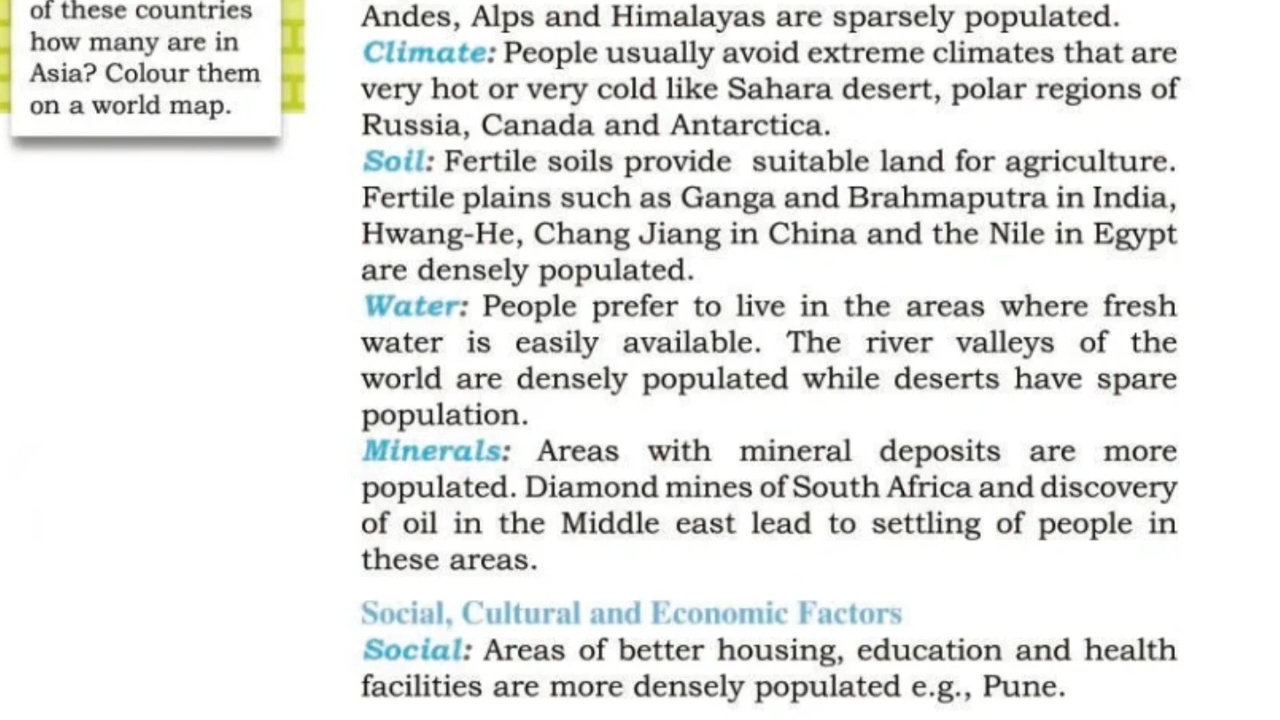 of these countries
how many are in
Asia? Colour them
on a world map.
Andes, Alps and Himalayas are sparsely populated.
Climate: People usually avoid extreme climates that are
very hot or very cold like Sahara desert, polar regions of
Russia, Canada and Antarctica.
Soil: Fertile soils provide suitable land for agriculture.
Fertile plains such as Ganga and Brahmaputra in India,
Hwang-He, Chang Jiang in China and the Nile in Egypt
are densely populated.
Water: People prefer to live in the areas where fresh
water is easily available. The river valleys of the
world are densely populated while deserts have spare
population.
Minerals: Areas with mineral deposits are more
populated. Diamond mines of South Africa and discovery
of oil in the Middle east lead to settling of people in
these areas.
Social, Cultural and Economic Factors
Social: Areas of better housing, education and health
facilities are more densely populated e.g., Pune.